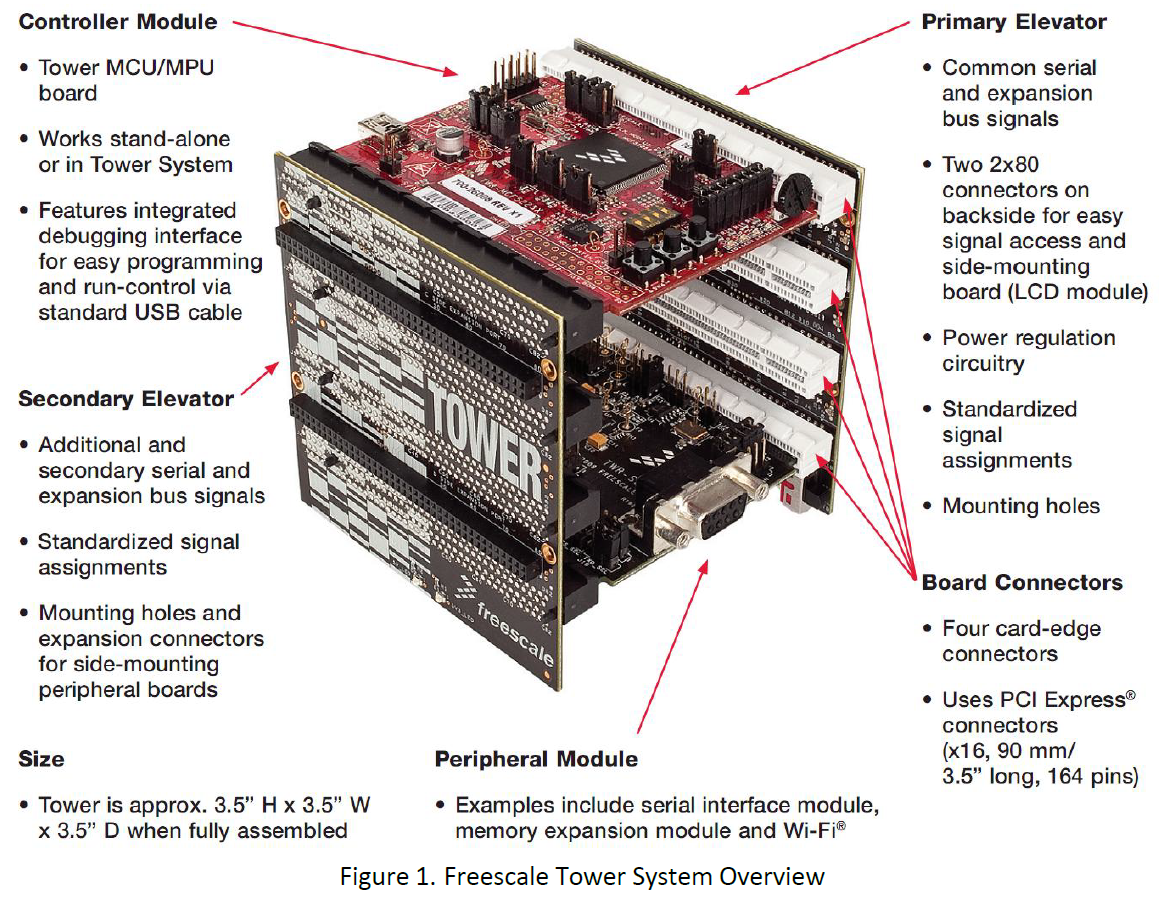 Controller Module
• Tower MCU/MPU
board
• Works stand-alone
or in Tower System
• Features integrated
debugging interface
for easy programming
and run-control via
standard USB cable
Secondary Elevator
• Additional and
secondary serial and
expansion bus signals
• Standardized signal
assignments
• Mounting holes and
expansion connectors
for side-mounting
peripheral boards
Size
• Tower is approx. 3.5” H x 3.5” W
x 3.5” D when fully assembled
TOWER
freescale
Peripheral Module
• Examples include serial interface module,
memory expansion module and Wi-Fi®
Primary Elevator
• Common serial
and expansion
bus signals
• Two 2x80
connectors on
backside for easy
signal access and
side-mounting
board (LCD module)
• Power regulation
circuitry
• Standardized
signal
assignments
• Mounting holes
Board Connectors
• Four card-edge
connectors
• Uses PCI Express®
connectors
(x16, 90 mm/
3.5” long, 164 pins)
Figure 1. Freescale Tower System Overview